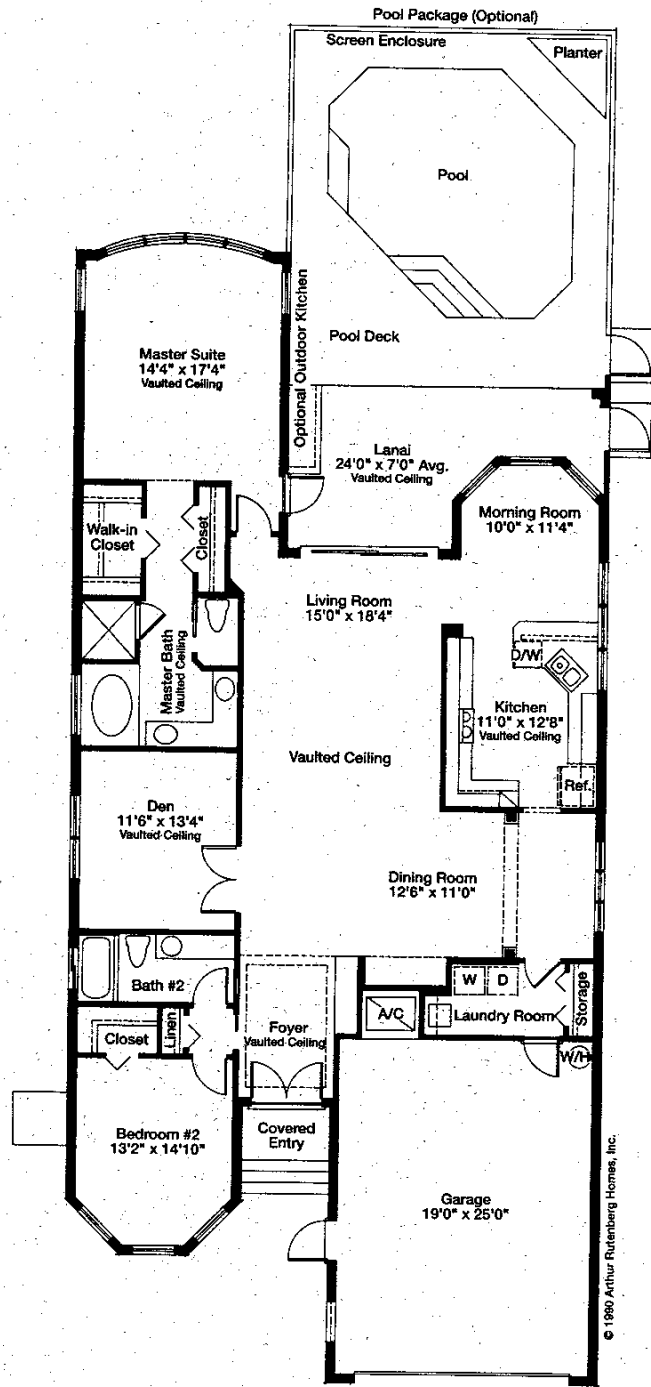 Pool Package (Optional)
Screen Enclosure
Planter
Pool
Optional Outdoor Kitchen
Pool Deck
Master Suite
14'4" x 17'4"
Vaulted Ceiling
Lanai
24'0" x 7'0" Avg.
Vaulted Ceiling
Morning Room
10'0" x 11'4"
Walk-in
Closet
Closet
Living Room
15'0" x 18'4"
Master Bath
Vaulted Ceiling
D/W
Kitchen
11'0" x 12'8"
Vaulted Ceiling
Vaulted Ceiling
Ref.
Den
11'6" x 13'4"
Vaulted Ceiling
Dining Room
12'6" x 11'0"
Bath #2
W
D
Storage
Laundry Room
A/C
Closet
Linen
Foyer
Vaulted Ceiling
W/H
Bedroom #2
13'2" x 14'10"
Covered
Entry
Garage
19'0" x 25'0"
© 1990 Arthur Rutenberg Homes, Inc.